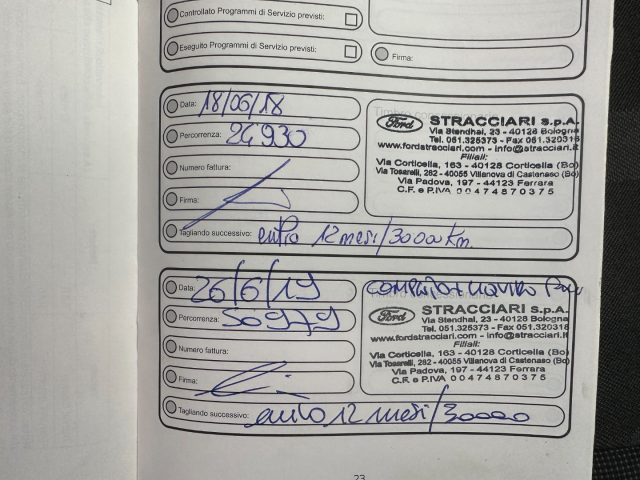 Controllato Programmi di Servizio previsti:
Eseguito Programmi di Servizio previsti:
Firma:
Data: 18/06/18
Percorrenza: 24930
Numero fattura:
Firma:
Tagliando successivo: entro 12 mesi/30000 Km
Ford STRACCIARI S.p.A.
Via Stendhal, 23 - 40128 Bologna
Tel. 051.325373 - Fax 051.320318
www.fordstracciari.com - info@stracciari.it
Filiali:
Via Corticella, 163 - 40128 Corticella (Bo)
Via Tosarelli, 282 - 40055 Villanova di Castenaso (Bo)
Via Padova, 197 - 44123 Ferrara
C.F. e P.IVA 00474870375
Data: 26/6/19
Percorrenza: 50979
Numero fattura:
Firma:
Tagliando successivo: entro 12 mesi/30000
LIQUIDO
Ford STRACCIARI S.p.A.
Via Stendhal, 23 - 40128 Bologna
Tel. 051.325373 - Fax 051.320318
www.fordstracciari.com - info@stracciari.it
Filiali:
Via Corticella, 163 - 40128 Corticella (Bo)
Via Tosarelli, 282 - 40055 Villanova di Castenaso (Bo)
Via Padova, 197 - 44123 Ferrara
C.F. e P.IVA 00474870375
23